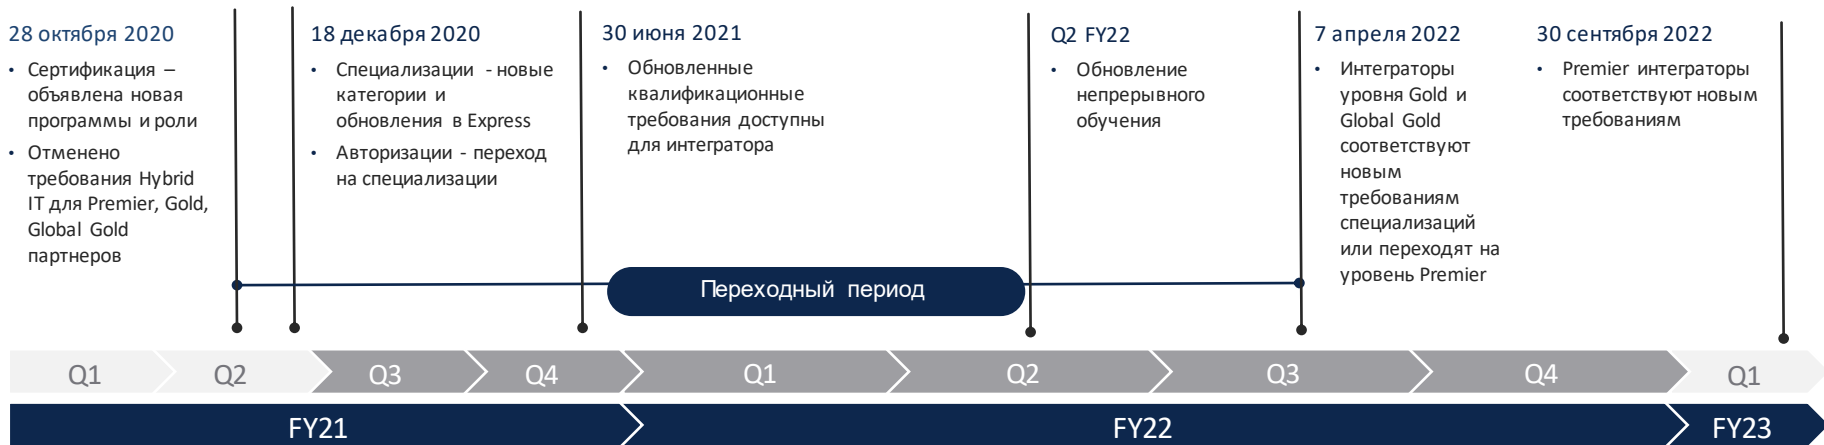 28 октября 2020
• Сертификация –
объявлена новая
программы и роли
• Отменено
требования Hybrid
IT для Premier, Gold,
Global Gold
партнеров
18 декабря 2020
• Специализации - новые
категории и
обновления в Express
• Авторизации - переход
на специализации
30 июня 2021
• Обновленные
квалификационные
требования доступны
для интегратора
Q2 FY22
• Обновление
непрерывного
обучения
7 апреля 2022
• Интеграторы
уровня Gold и
Global Gold
соответствуют
новым
требованиям
специализаций
или переходят на
уровень Premier
30 сентября 2022
• Premier интеграторы
соответствуют новым
требованиям
Переходный период
Q1 Q2 Q3 Q4 Q1 Q2 Q3 Q4 Q1
FY21 FY22 FY23